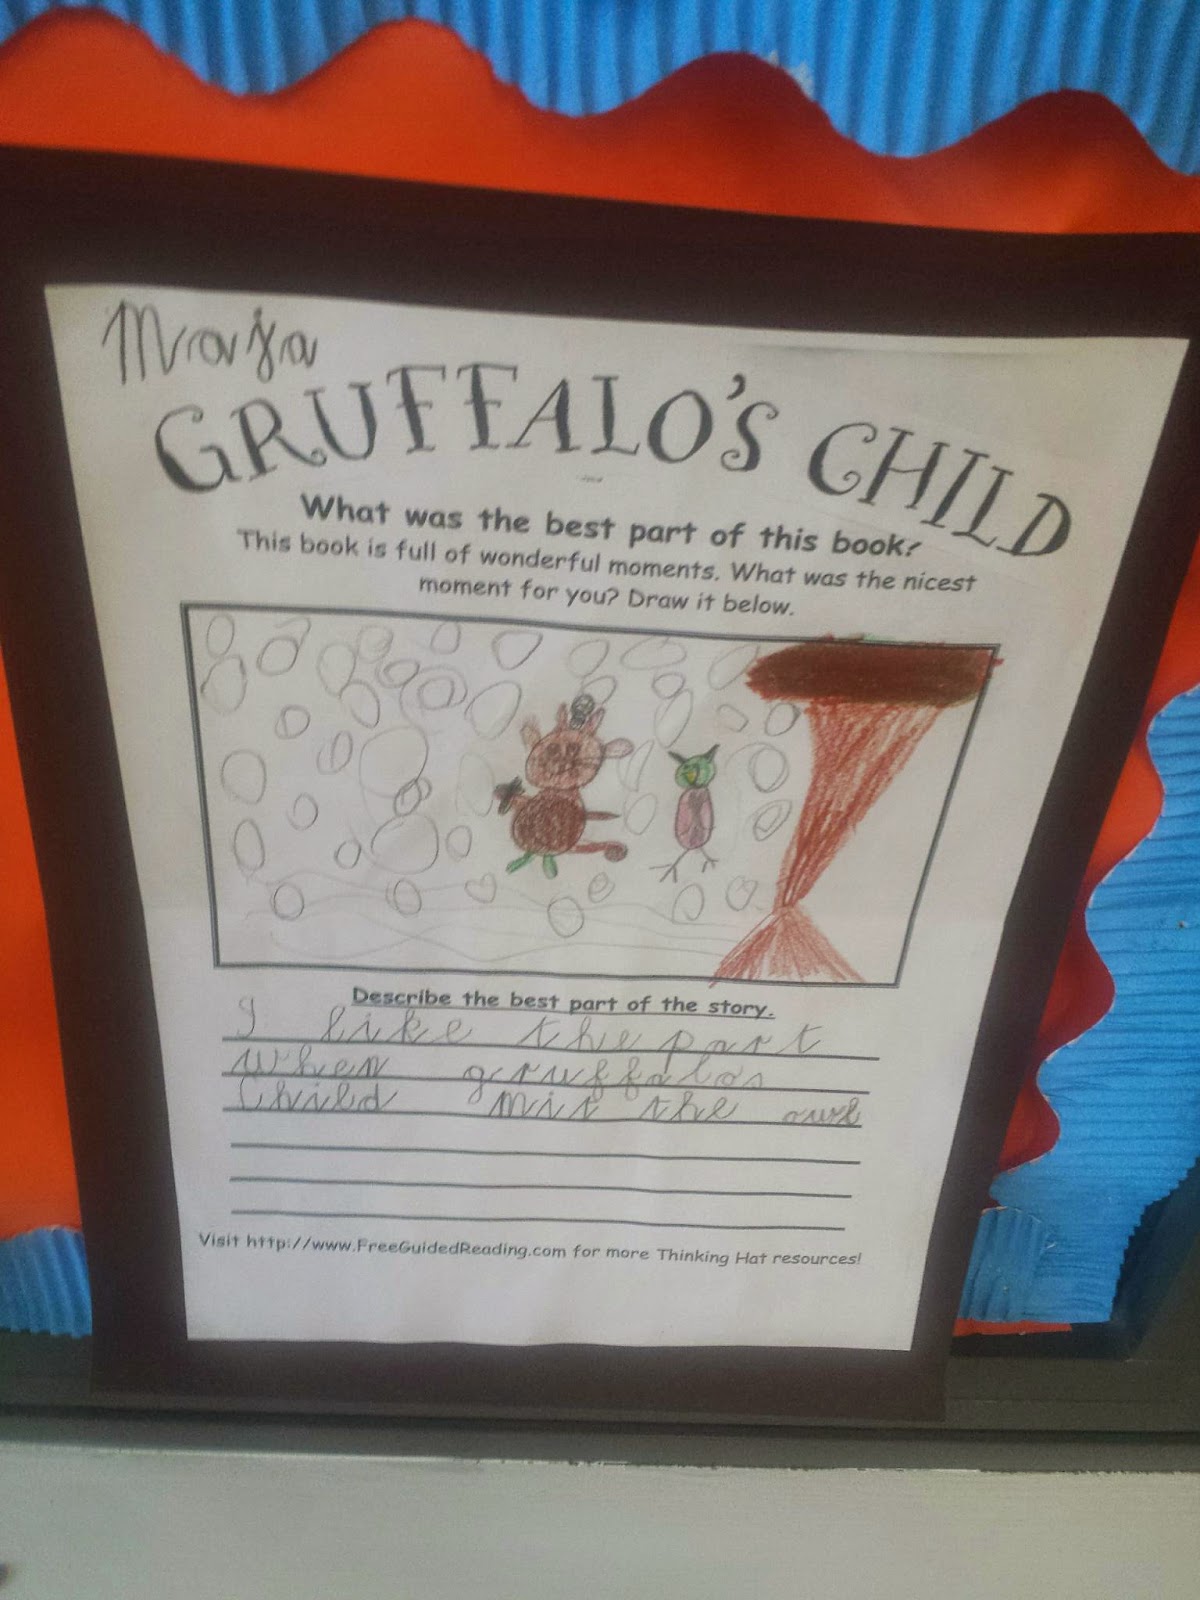 Maja
GRUFFALO'S CHILD
What was the best part of this book?
This book is full of wonderful moments. What was the nicest
moment for you? Draw it below.
Describe the best part of the story.
I like the part
when gruffalos
Child mit the owl
Visit http://www.FreeGuidedReading.com for more Thinking Hat resources!